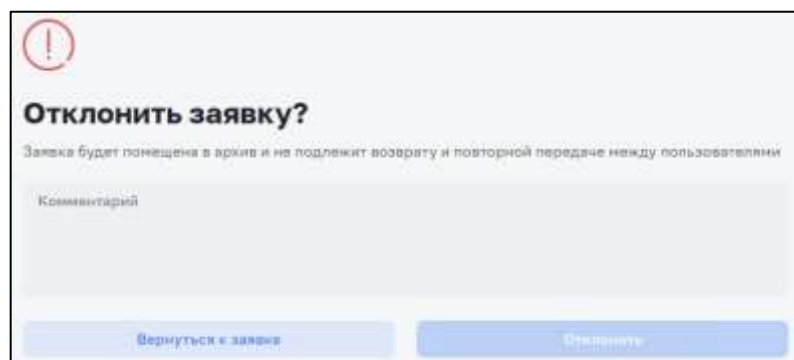 Отклонить заявку?
Заявка будет помещена в архив и не подлежит возврату и повторной передаче между пользователями
Комментарий
Вернуться к заявке
Отклонить